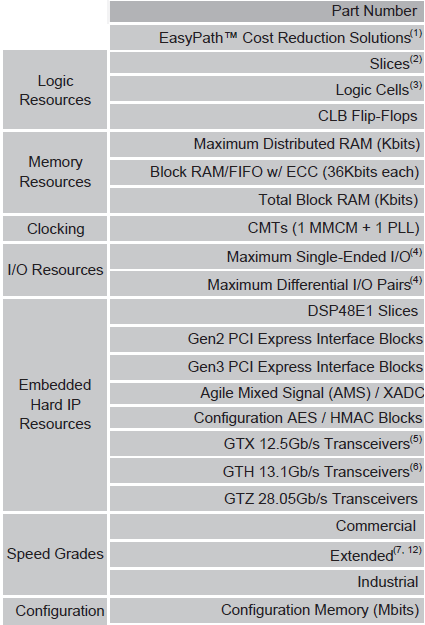 Part Number
EasyPath™ Cost Reduction Solutions(1)
Logic Resources
Slices(2)
Logic Cells(3)
CLB Flip-Flops
Memory Resources
Maximum Distributed RAM (Kbits)
Block RAM/FIFO w/ ECC (36Kbits each)
Total Block RAM (Kbits)
Clocking
CMTs (1 MMCM + 1 PLL)
I/O Resources
Maximum Single-Ended I/O(4)
Maximum Differential I/O Pairs(4)
Embedded Hard IP Resources
DSP48E1 Slices
Gen2 PCI Express Interface Blocks
Gen3 PCI Express Interface Blocks
Agile Mixed Signal (AMS) / XADC
Configuration AES / HMAC Blocks
GTX 12.5Gb/s Transceivers(5)
GTH 13.1Gb/s Transceivers(6)
GTZ 28.05Gb/s Transceivers
Speed Grades
Commercial
Extended(7, 12)
Industrial
Configuration
Configuration Memory (Mbits)